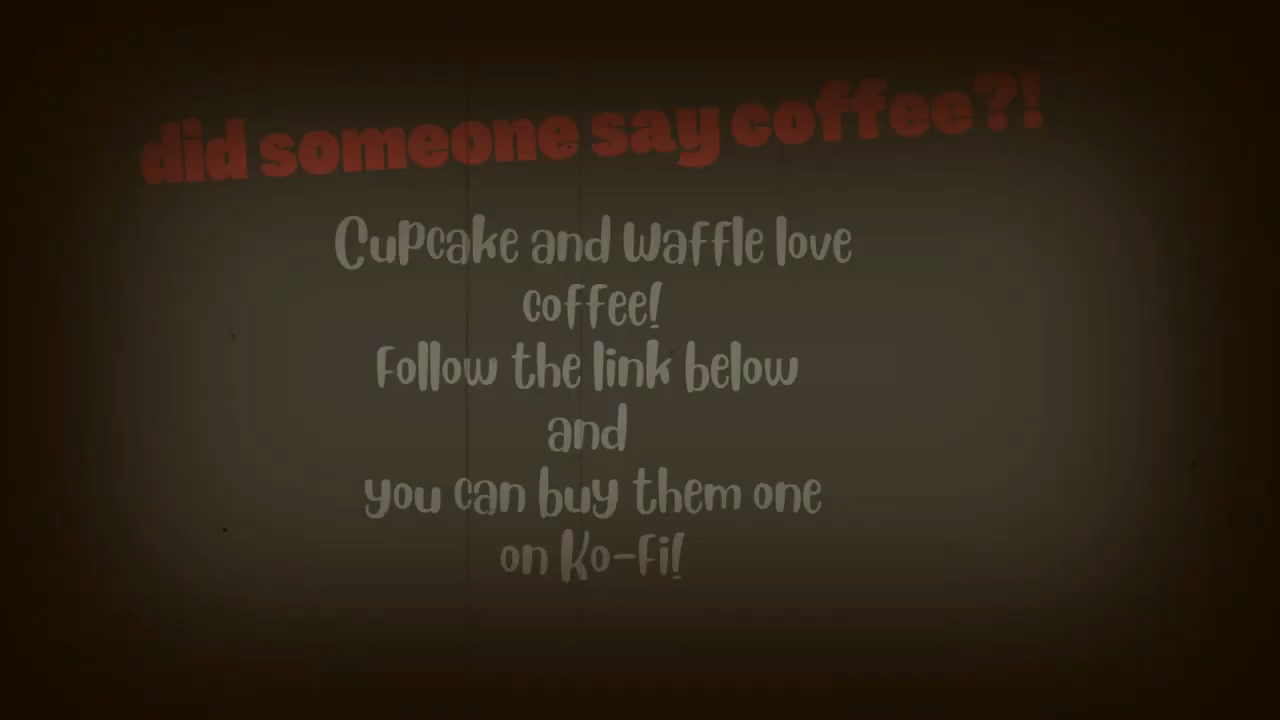 did someone say coffee?!
Cupcake and Waffle love
coffee!
Follow the link below
and
you can buy them one
on Ko-fi!